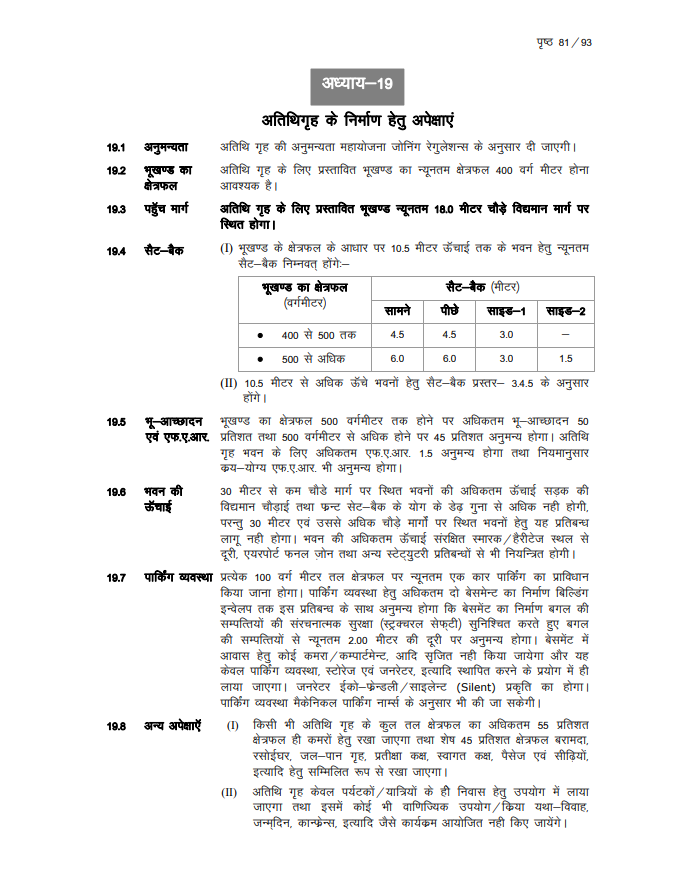 पृष्ठ 81/93
अध्याय–19
अतिथिगृह के निर्माण हेतु अपेक्षाएं
19.1 अनुमन्यता अतिथि गृह की अनुमन्यता महायोजना जोनिंग रेगुलेशन्स के अनुसार दी जाएगी।
19.2 भूखण्ड का अतिथि गृह के लिए प्रस्तावित भूखण्ड का न्यूनतम क्षेत्रफल 400 वर्ग मीटर होना
क्षेत्रफल आवश्यक है।
19.3 पहुँच मार्ग अतिथि गृह के लिए प्रस्तावित भूखण्ड न्यूनतम 18.0 मीटर चौड़े विद्यमान मार्ग पर
स्थित होगा।
19.4 सैट–बैक (I) भूखण्ड के क्षेत्रफल के आधार पर 10.5 मीटर ऊँचाई तक के भवन हेतु न्यूनतम
सैट–बैक निम्नवत् होंगेः–
भूखण्ड का क्षेत्रफल सैट–बैक (मीटर)
(वर्गमीटर) सामने पीछे साइड–1 साइड–2
● 400 से 500 तक 4.5 4.5 3.0 –
● 500 से अधिक 6.0 6.0 3.0 1.5
(II) 10.5 मीटर से अधिक ऊँचे भवनों हेतु सैट–बैक प्रस्तर– 3.4.5 के अनुसार
होंगे।
19.5 भू–आच्छादन भूखण्ड का क्षेत्रफल 500 वर्गमीटर तक होने पर अधिकतम भू–आच्छादन 50
एवं एफ.ए.आर. प्रतिशत तथा 500 वर्गमीटर से अधिक होने पर 45 प्रतिशत अनुमन्य होगा। अतिथि
गृह भवन के लिए अधिकतम एफ.ए.आर. 1.5 अनुमन्य होगा तथा नियमानुसार
क्रय–योग्य एफ.ए.आर. भी अनुमन्य होगा।
19.6 भवन की 30 मीटर से कम चौडे मार्ग पर स्थित भवनों की अधिकतम ऊँचाई सड़क की
ऊँचाई विद्यमान चौड़ाई तथा फ्रन्ट सेट–बैक के योग के डेढ़ गुना से अधिक नही होगी,
परन्तु 30 मीटर एवं उससे अधिक चौड़े मार्गों पर स्थित भवनों हेतु यह प्रतिबन्ध
लागू नही होगा। भवन की अधिकतम ऊँचाई संरक्षित स्मारक/हैरीटेज स्थल से
दूरी, एयरपोर्ट फनल ज़ोन तथा अन्य स्टेट्युटरी प्रतिबन्धों से भी नियन्त्रित होगी।
19.7 पार्किंग व्यवस्था प्रत्येक 100 वर्ग मीटर तल क्षेत्रफल पर न्यूनतम एक कार पार्किंग का प्राविधान
किया जाना होगा। पार्किंग व्यवस्था हेतु अधिकतम दो बेसमेन्ट का निर्माण बिल्डिंग
इन्वेलप तक इस प्रतिबन्ध के साथ अनुमन्य होगा कि बेसमेंट का निर्माण बगल की
सम्पत्तियों की संरचनात्मक सुरक्षा (स्ट्रक्चरल सेफ्टी) सुनिश्चित करते हुए बगल
की सम्पत्तियों से न्यूनतम 2.00 मीटर की दूरी पर अनुमन्य होगा। बेसमेंट में
आवास हेतु कोई कमरा/कम्पार्टमेन्ट, आदि सृजित नही किया जायेगा और यह
केवल पार्किंग व्यवस्था, स्टोरेज एवं जनरेटर, इत्यादि स्थापित करने के प्रयोग में ही
लाया जाएगा। जनरेटर ईको–फ्रेन्डली/साइलेन्ट (Silent) प्रकृति का होगा।
पार्किंग व्यवस्था मैकेनिकल पार्किंग नार्म्स के अनुसार भी की जा सकेगी।
19.8 अन्य अपेक्षाऍ (I) किसी भी अतिथि गृह के कुल तल क्षेत्रफल का अधिकतम 55 प्रतिशत
क्षेत्रफल ही कमरों हेतु रखा जाएगा तथा शेष 45 प्रतिशत क्षेत्रफल बरामदा,
रसोईघर, जल–पान गृह, प्रतीक्षा कक्ष, स्वागत कक्ष, पैसेज एवं सीढ़ियों,
इत्यादि हेतु सम्मिलित रूप से रखा जाएगा।
(II) अतिथि गृह केवल पर्यटकों/यात्रियों के ही निवास हेतु उपयोग में लाया
जाएगा तथा इसमें कोई भी वाणिज्यिक उपयोग/क्रिया यथा–विवाह,
जन्मदिन, कान्फ्रेन्स, इत्यादि जैसे कार्यक्रम आयोजित नही किए जायेंगे।